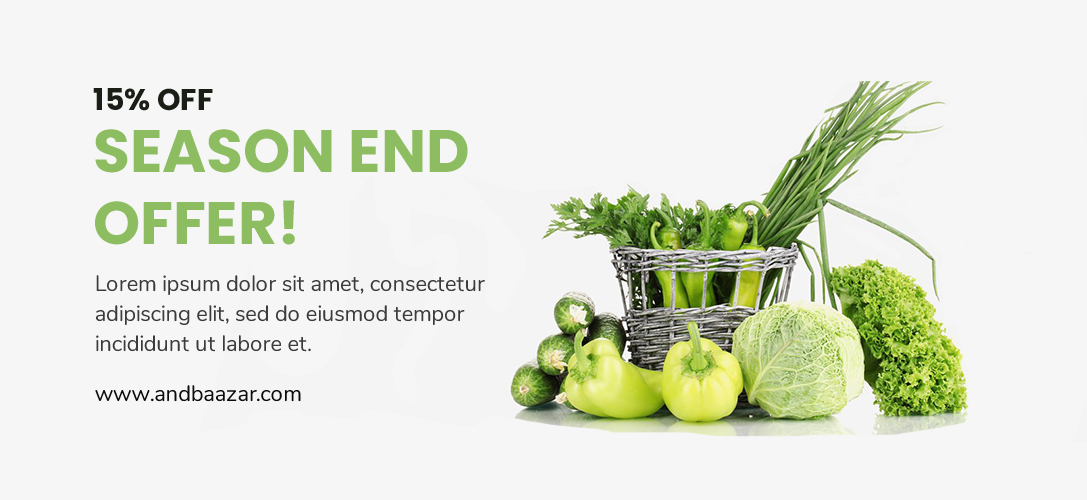 15% OFF
SEASON END
OFFER!
Lorem ipsum dolor sit amet, consectetur
adipiscing elit, sed do eiusmod tempor
incididunt ut labore et.
www.andbaazar.com